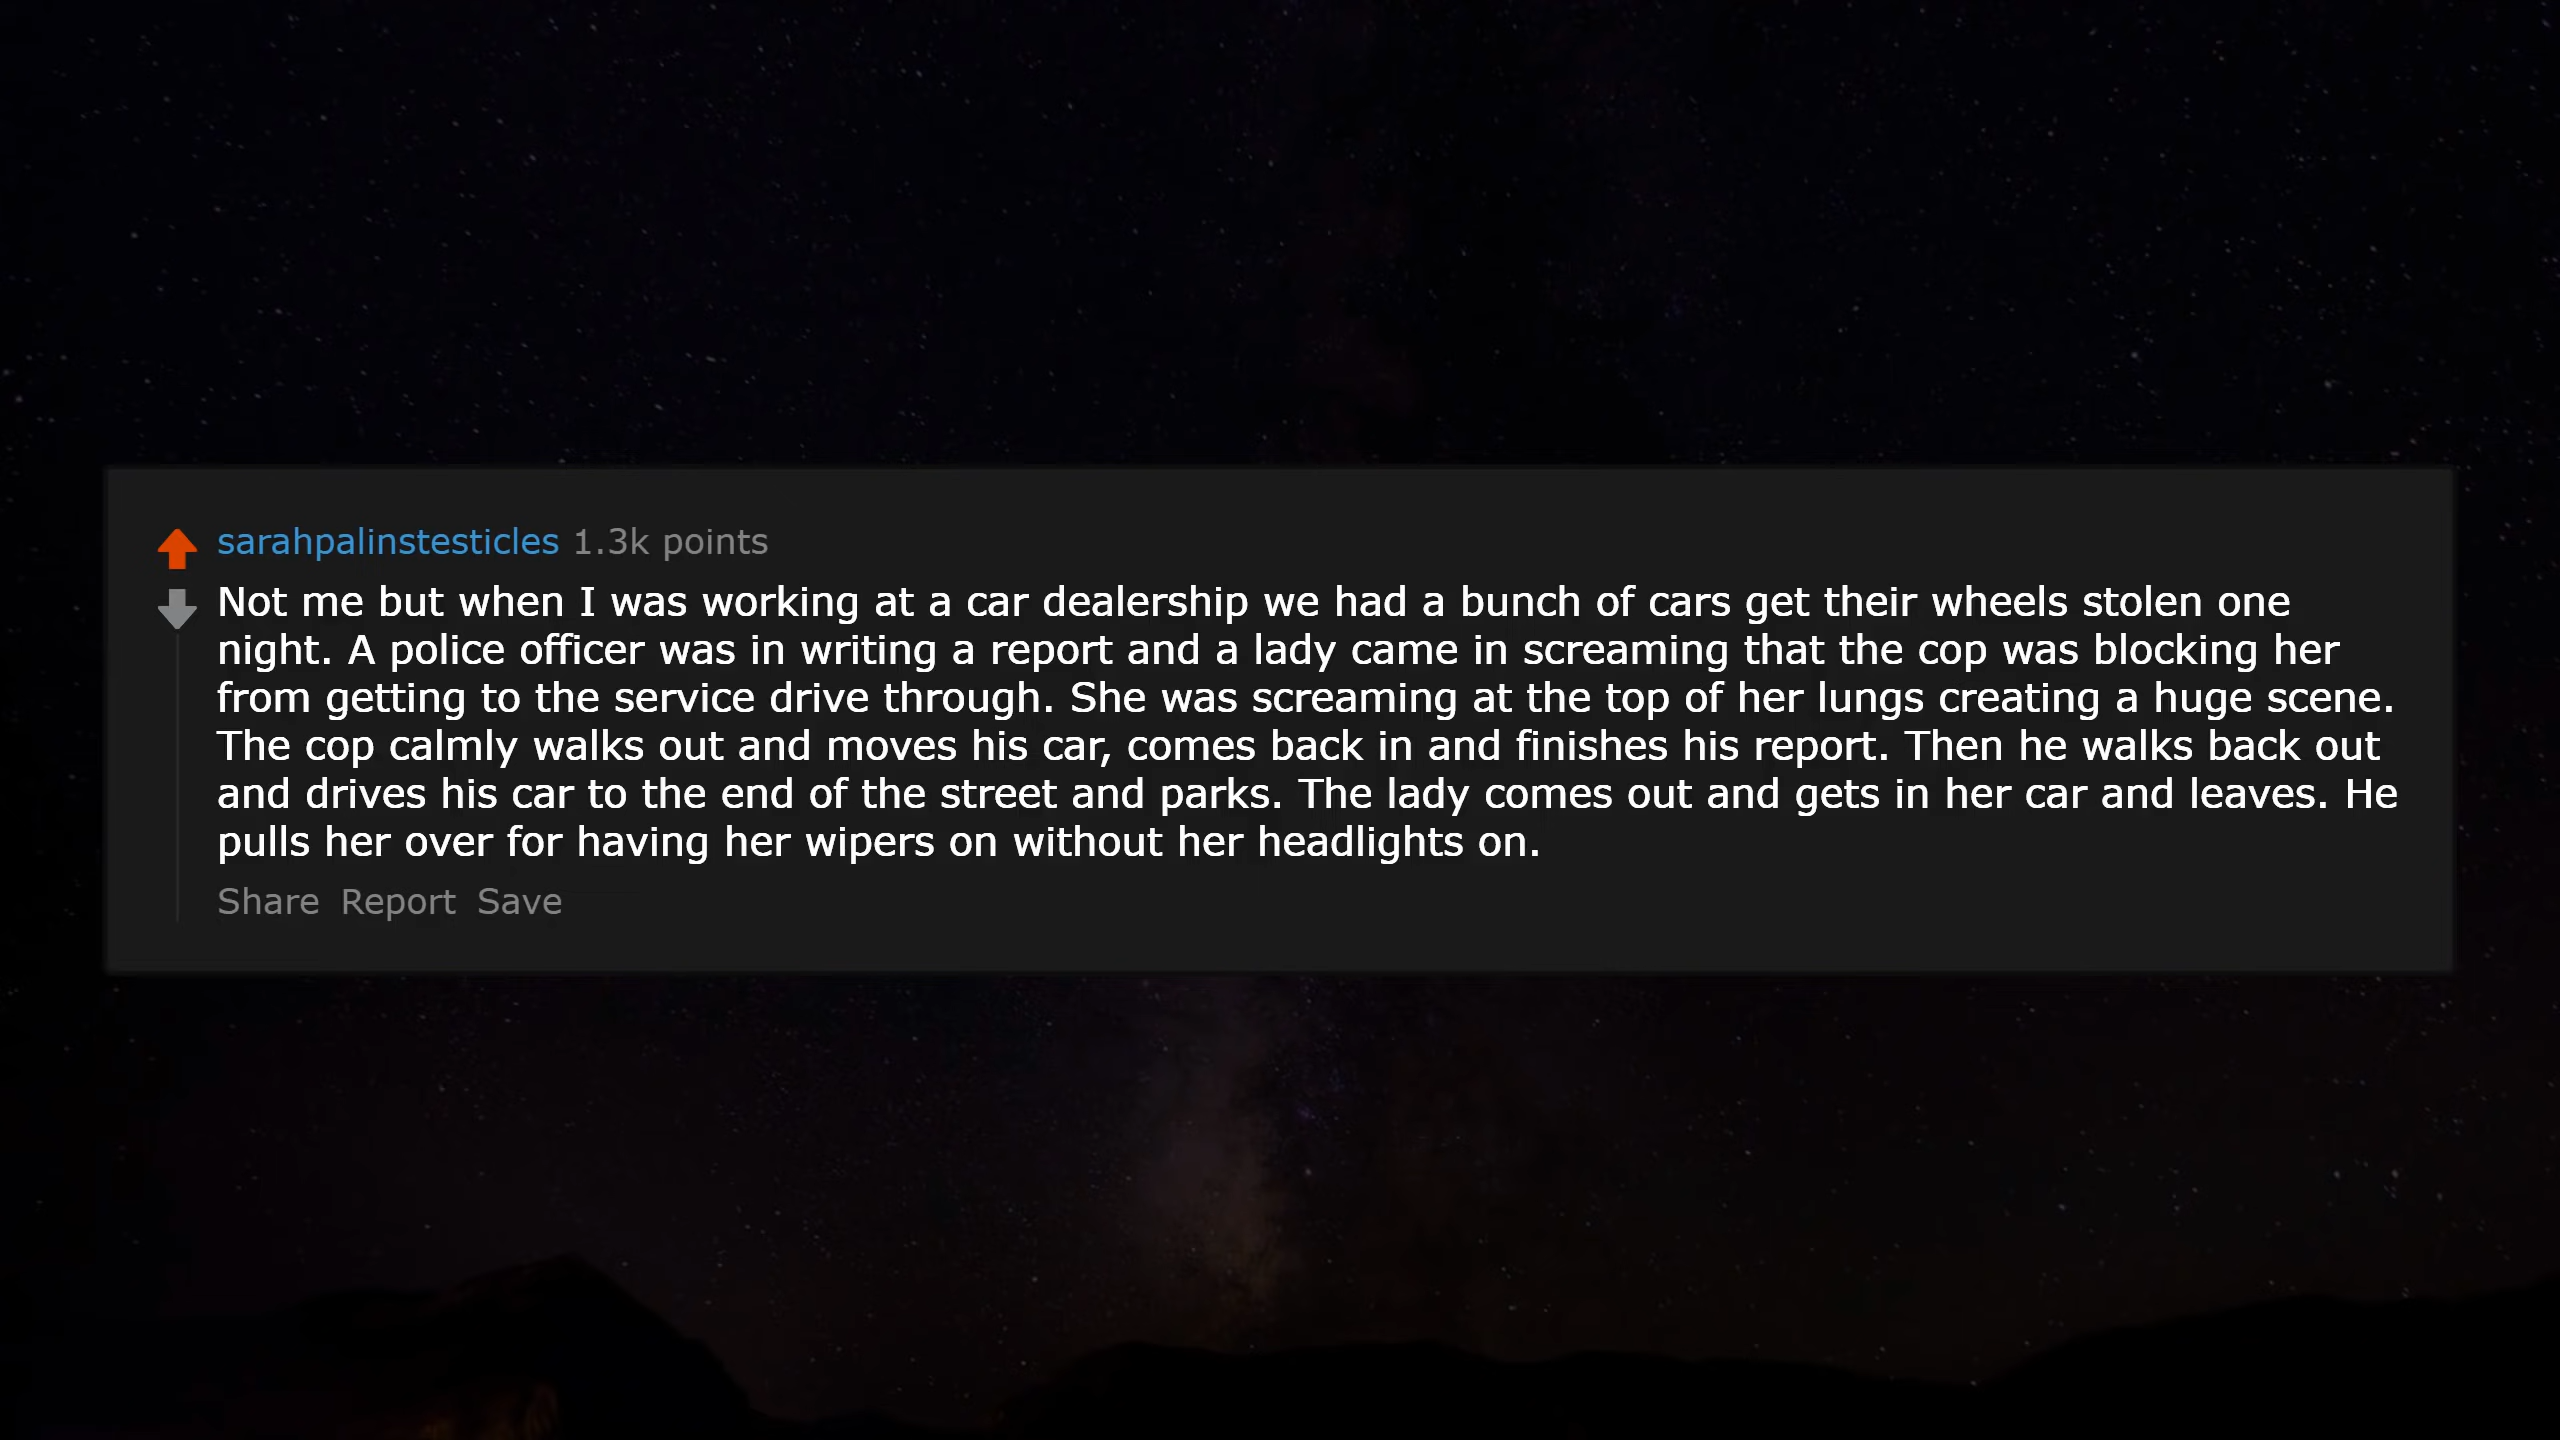 sarahpalinstesticles 1.3k points
Not me but when I was working at a car dealership we had a bunch of cars get their wheels stolen one
night. A police officer was in writing a report and a lady came in screaming that the cop was blocking her
from getting to the service drive through. She was screaming at the top of her lungs creating a huge scene.
The cop calmly walks out and moves his car, comes back in and finishes his report. Then he walks back out
and drives his car to the end of the street and parks. The lady comes out and gets in her car and leaves. He
pulls her over for having her wipers on without her headlights on.
Share Report Save